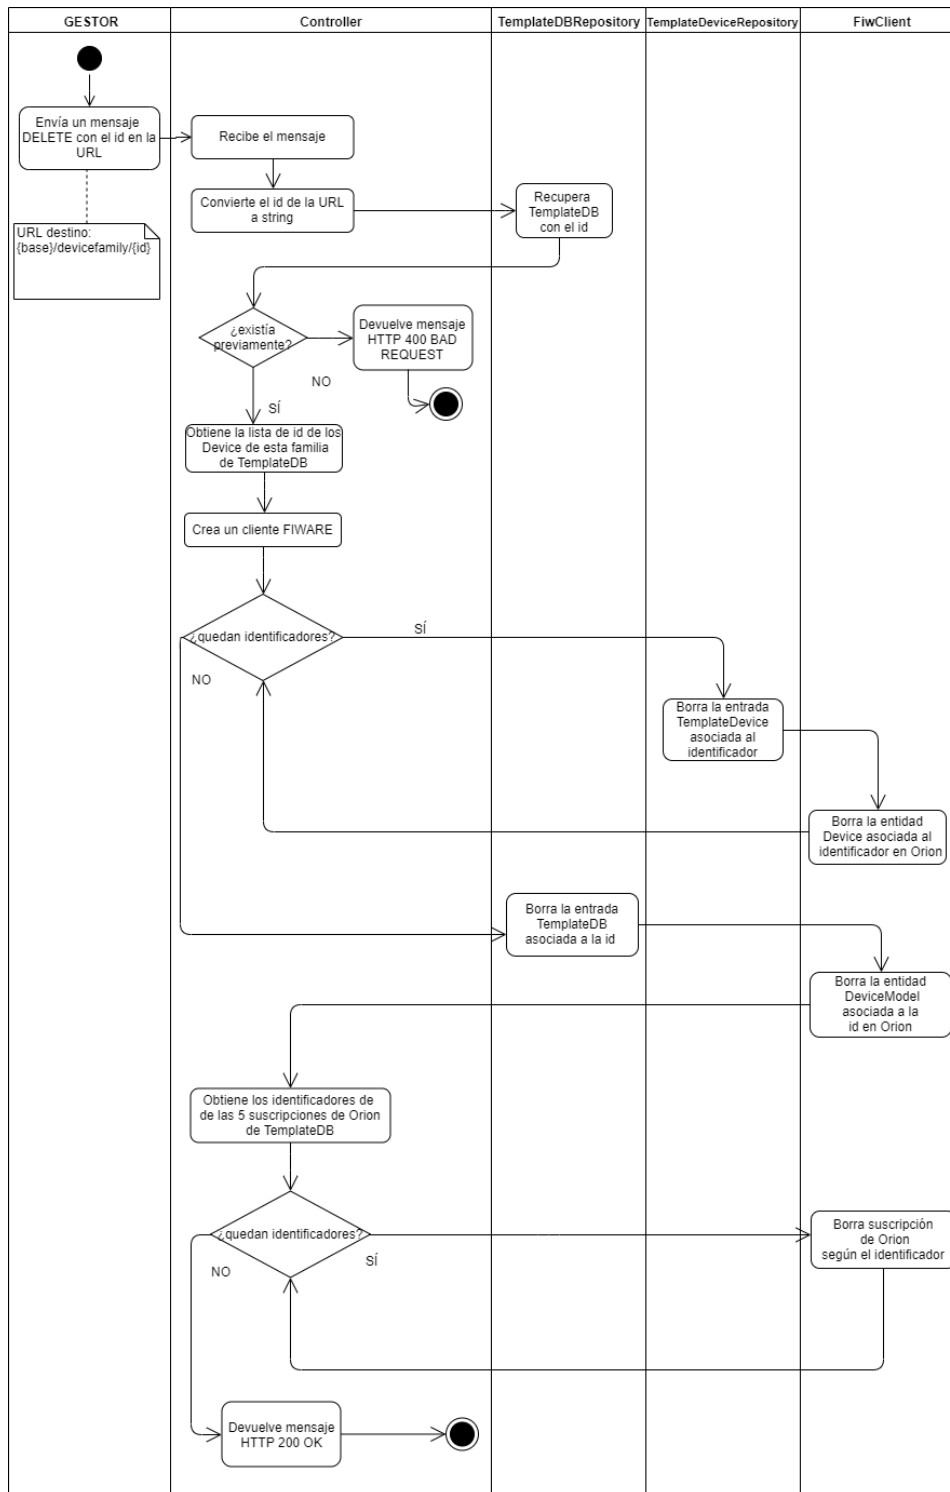 GESTOR
Controller
TemplateDBRepository
TemplateDeviceRepository
FiwClient
Envía un mensaje
DELETE con el id en la
URL
Recibe el mensaje
Convierte el id de la URL
a string
Recupera
TemplateDB
con el id
URL destino:
{base}/devicefamily/{id}
¿existía
previamente?
Devuelve mensaje
HTTP 400 BAD
REQUEST
NO
SÍ
Obtiene la lista de id de los
Device de esta familia
de TemplateDB
Crea un cliente FIWARE
¿quedan identificadores?
SÍ
NO
Borra la entrada
TemplateDevice
asociada al
identificador
Borra la entidad
Device asociada al
identificador en Orion
Borra la entrada
TemplateDB
asociada a la id
Borra la entidad
DeviceModel
asociada a la
id en Orion
Obtiene los identificadores de
de las 5 suscripciones de Orion
de TemplateDB
¿quedan identificadores?
SÍ
NO
Borra suscripción
de Orion
según el identificador
Devuelve mensaje
HTTP 200 OK